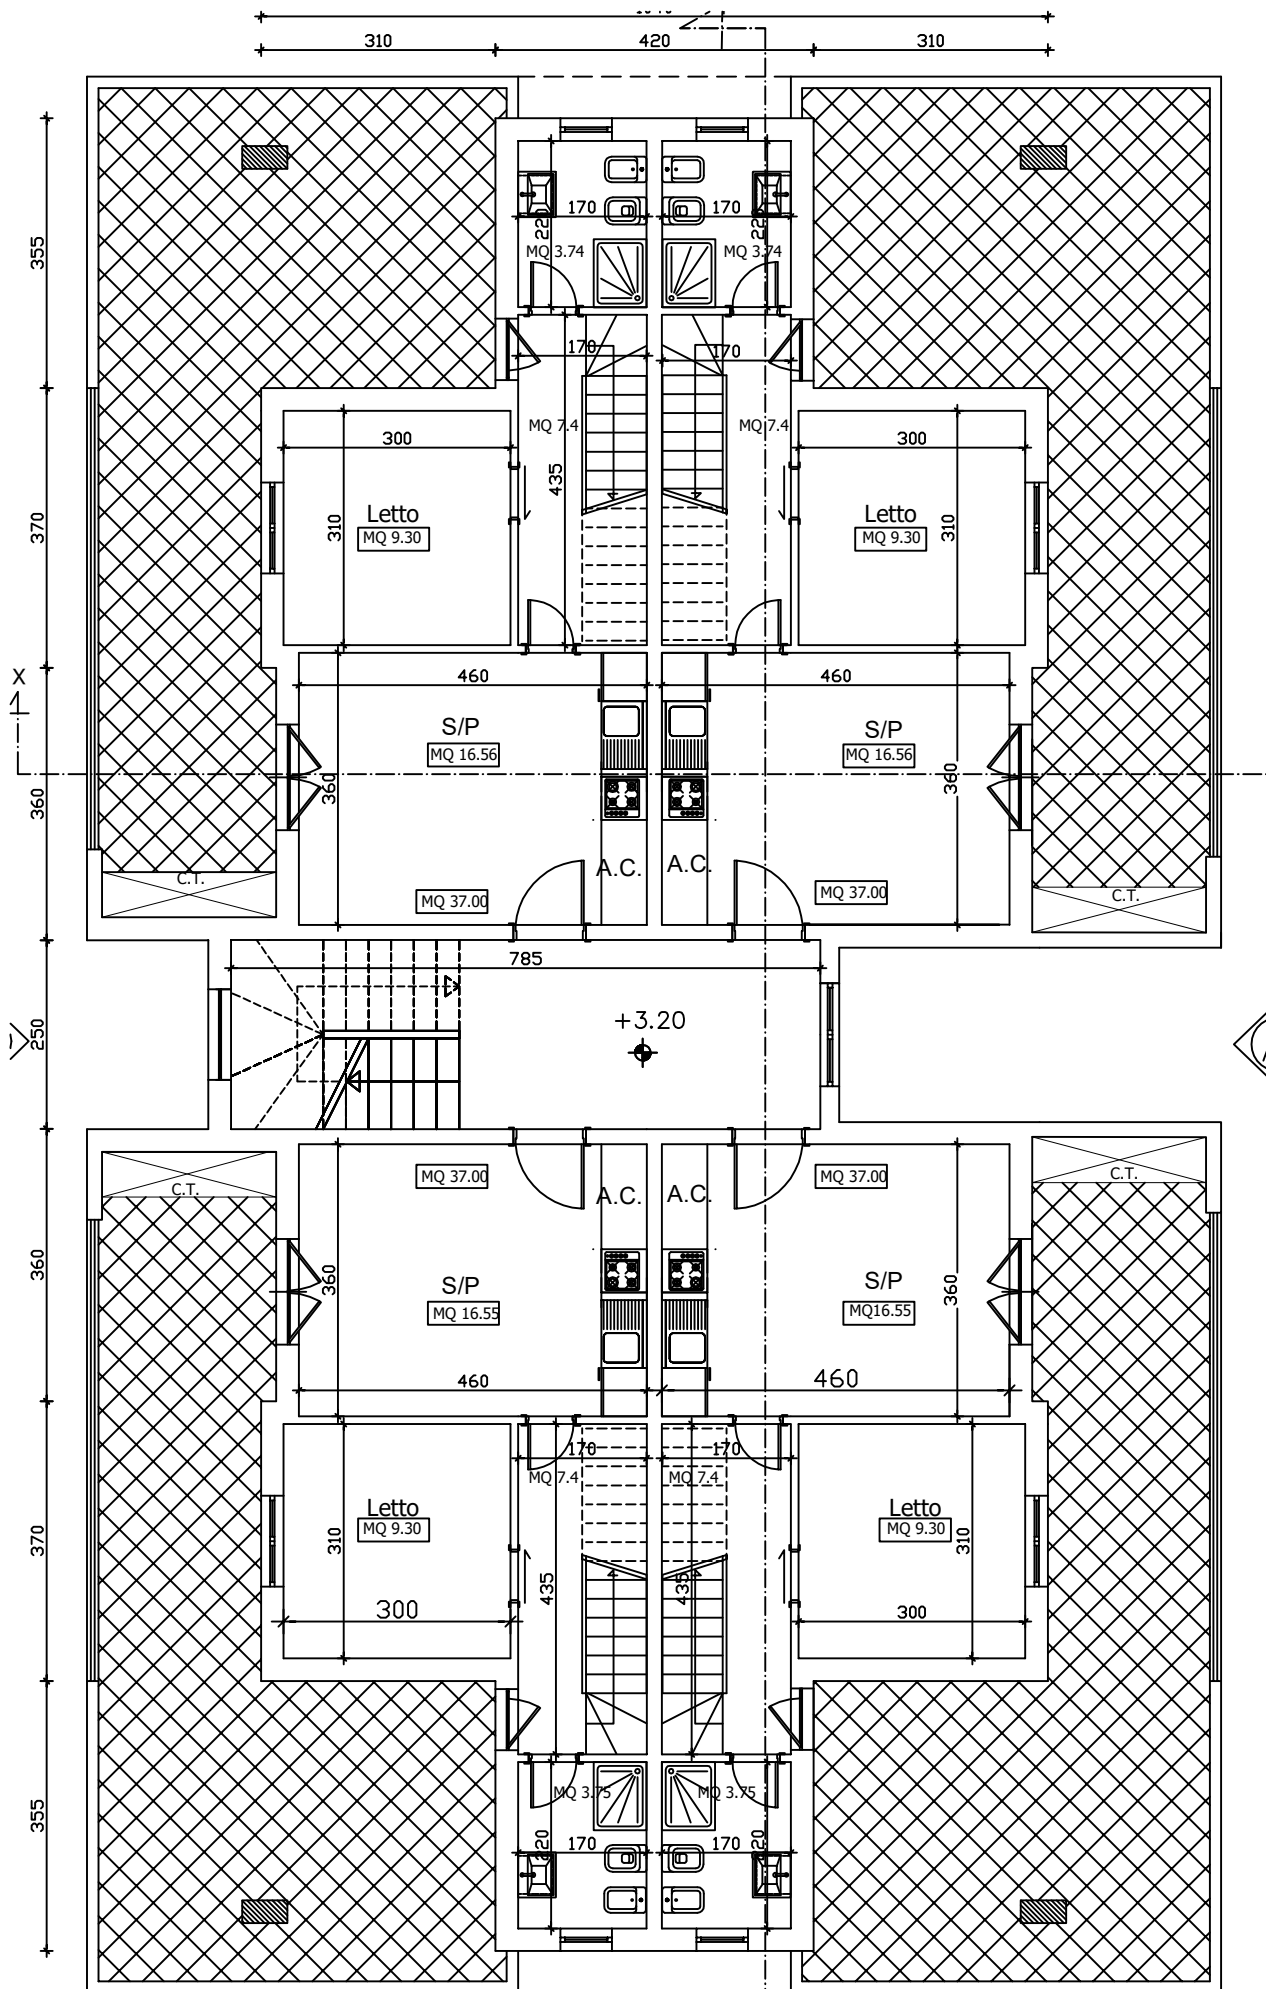 310
420
310
170
170
220
MQ 3.74
MQ 3.74
355
170
170
MQ 7.4
MQ 7.4
300
300
435
Letto
MQ 9.30
Letto
MQ 9.30
310
310
370
X
460
460
S/P
MQ 16.56
S/P
MQ 16.56
360
360
360
A.C.
A.C.
C.T.
C.T.
MQ 37.00
MQ 37.00
785
+3.20
250
MQ 37.00
MQ 37.00
C.T.
C.T.
A.C.
A.C.
360
360
360
S/P
MQ 16.55
S/P
MQ16.55
460
460
170
170
MQ 7.4
MQ 7.4
Letto
MQ 9.30
Letto
MQ 9.30
370
310
310
435
435
300
300
MQ 3.75
MQ 3.75
355
170
170
220
220